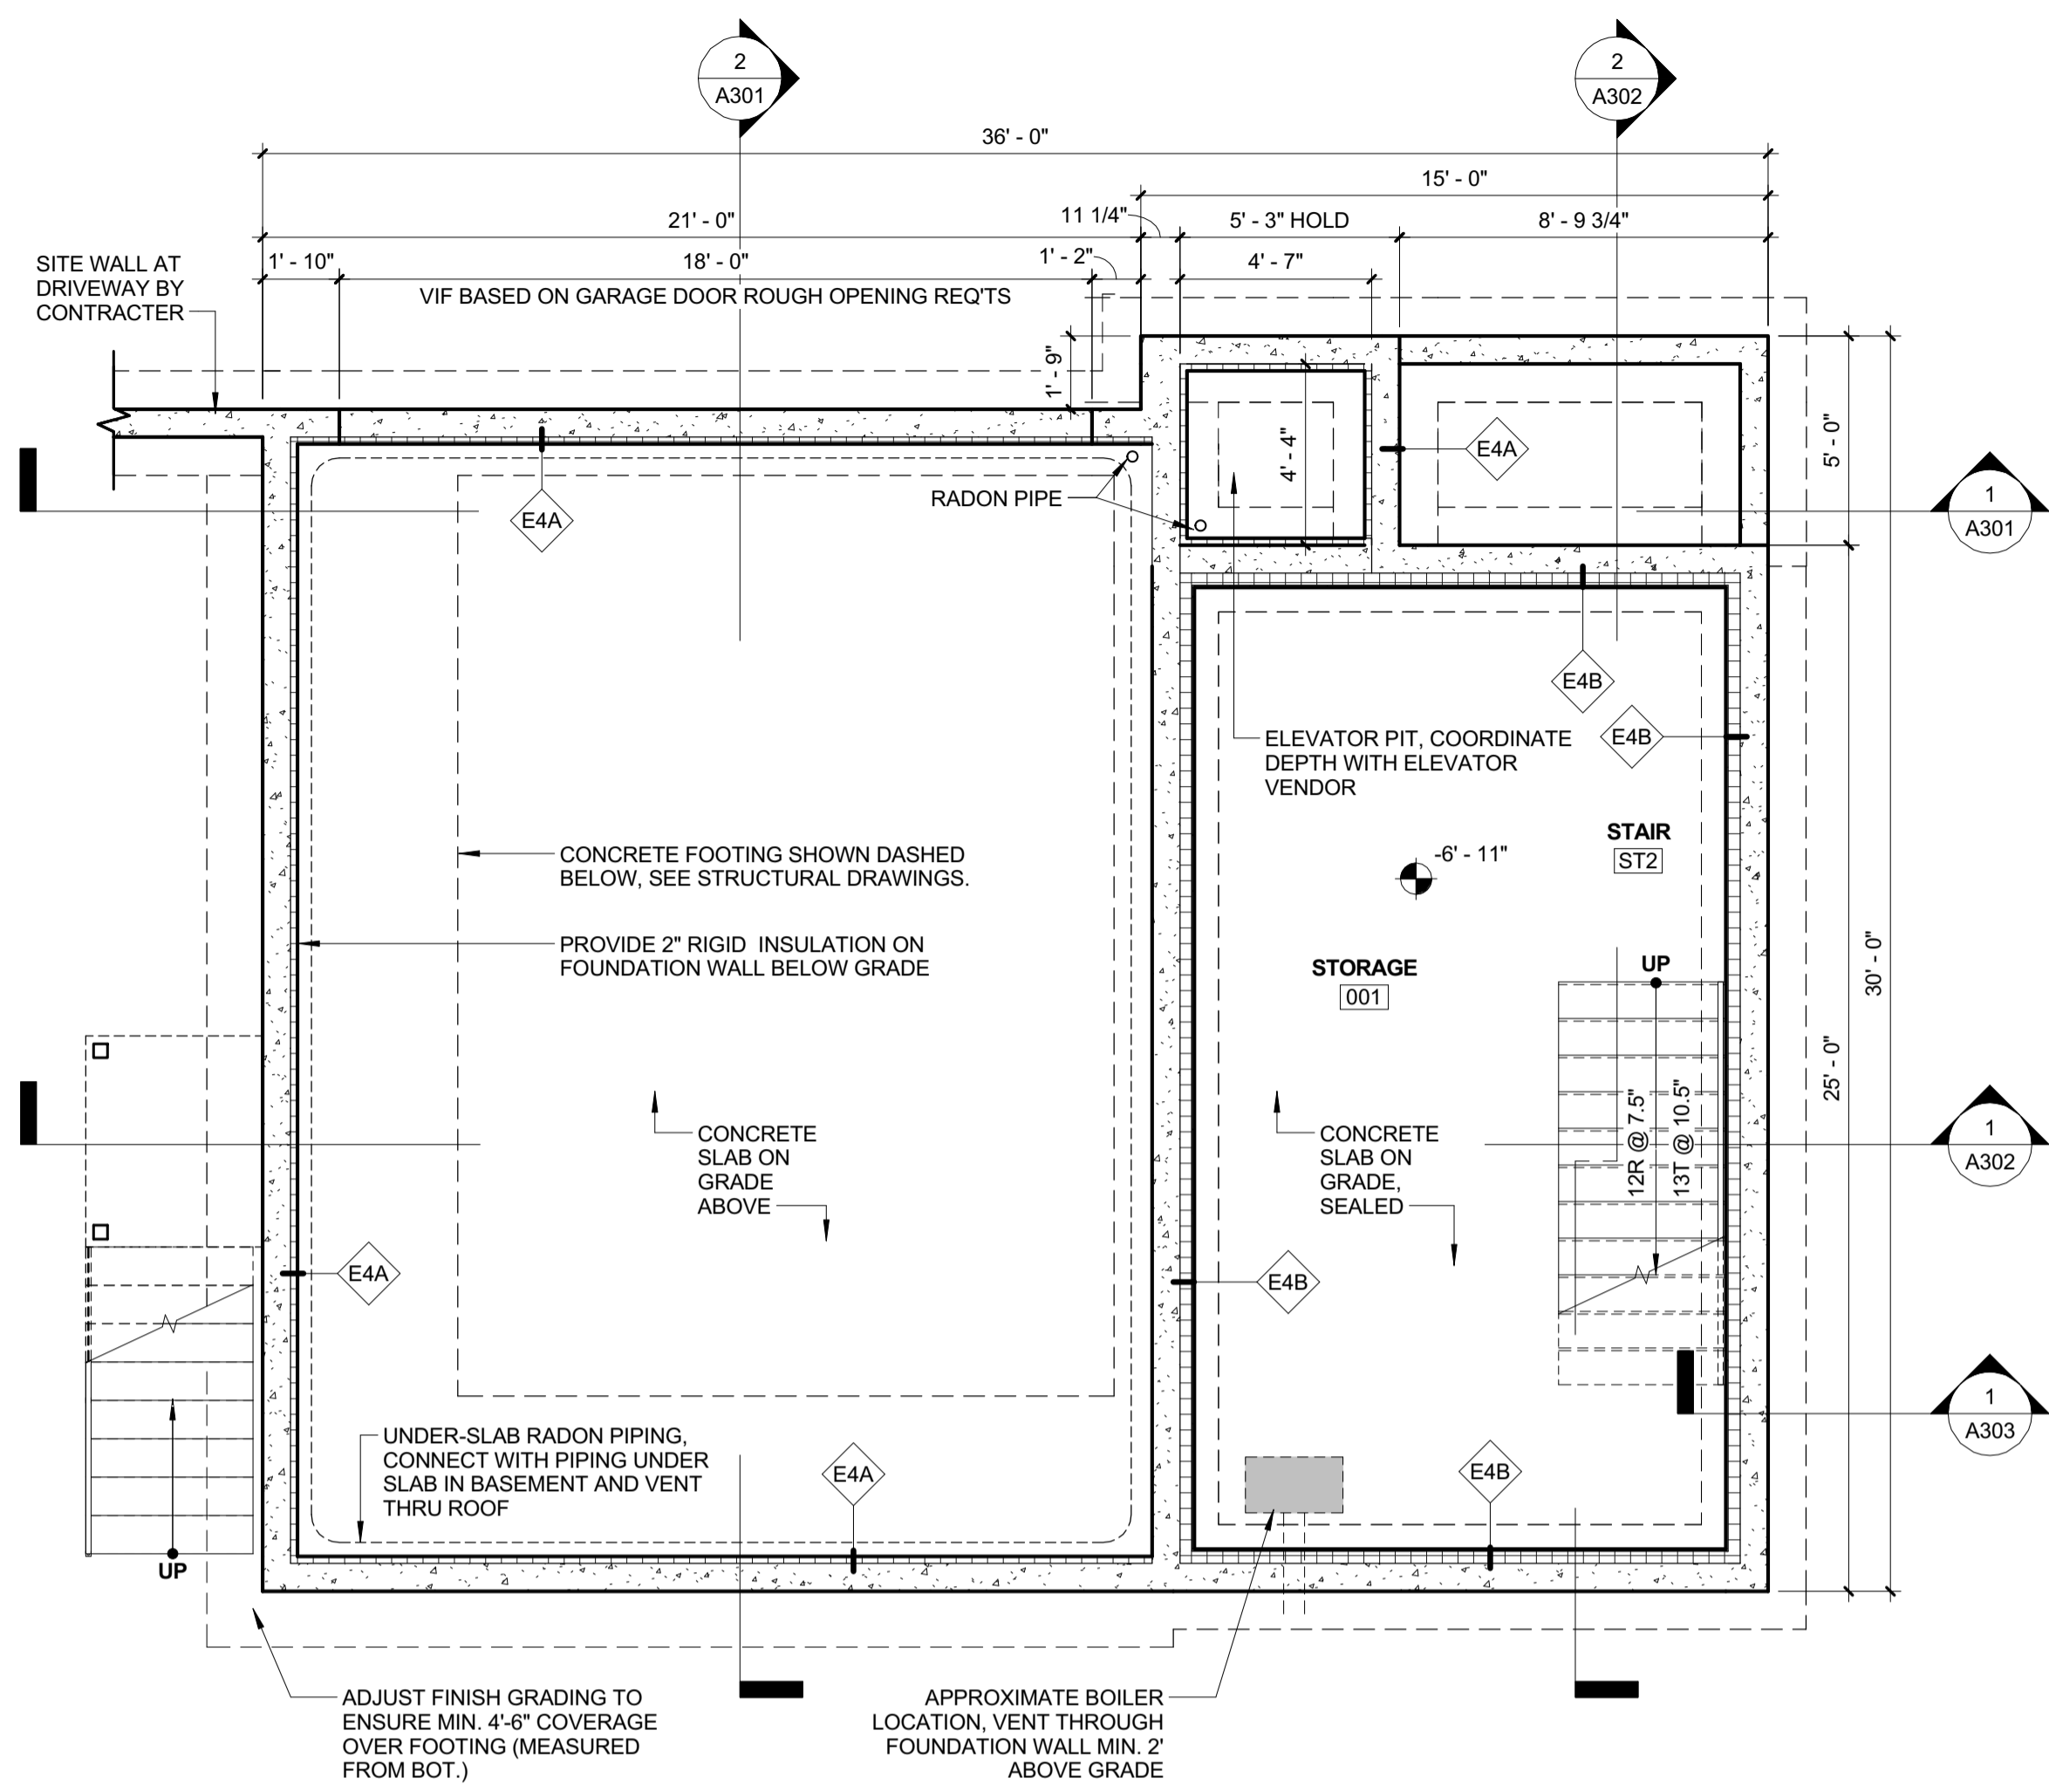 2
A301
2
A302
36' - 0"
15' - 0"
21' - 0"
11 1/4"
5' - 3" HOLD
8' - 9 3/4"
1' - 10"
18' - 0"
1' - 2"
4' - 7"
VIF BASED ON GARAGE DOOR ROUGH OPENING REQ'TS
SITE WALL AT
DRIVEWAY BY
CONTRACTER
1' - 9"
4' - 4"
5' - 0"
E4A
E4A
RADON PIPE
1
A301
E4B
E4B
ELEVATOR PIT, COORDINATE
DEPTH WITH ELEVATOR
VENDOR
STAIR
ST2
-6' - 11"
CONCRETE FOOTING SHOWN DASHED
BELOW, SEE STRUCTURAL DRAWINGS.
PROVIDE 2" RIGID  INSULATION ON
FOUNDATION WALL BELOW GRADE
STORAGE
001
UP
30' - 0"
25' - 0"
12R @ 7.5"
13T @ 10.5"
CONCRETE
SLAB ON
GRADE
ABOVE
CONCRETE
SLAB ON
GRADE,
SEALED
1
A302
E4A
E4B
1
A303
UNDER-SLAB RADON PIPING,
CONNECT WITH PIPING UNDER
SLAB IN BASEMENT AND VENT
THRU ROOF
E4A
E4B
UP
ADJUST FINISH GRADING TO
ENSURE MIN. 4'-6" COVERAGE
OVER FOOTING (MEASURED
FROM BOT.)
APPROXIMATE BOILER
LOCATION, VENT THROUGH
FOUNDATION WALL MIN. 2'
ABOVE GRADE